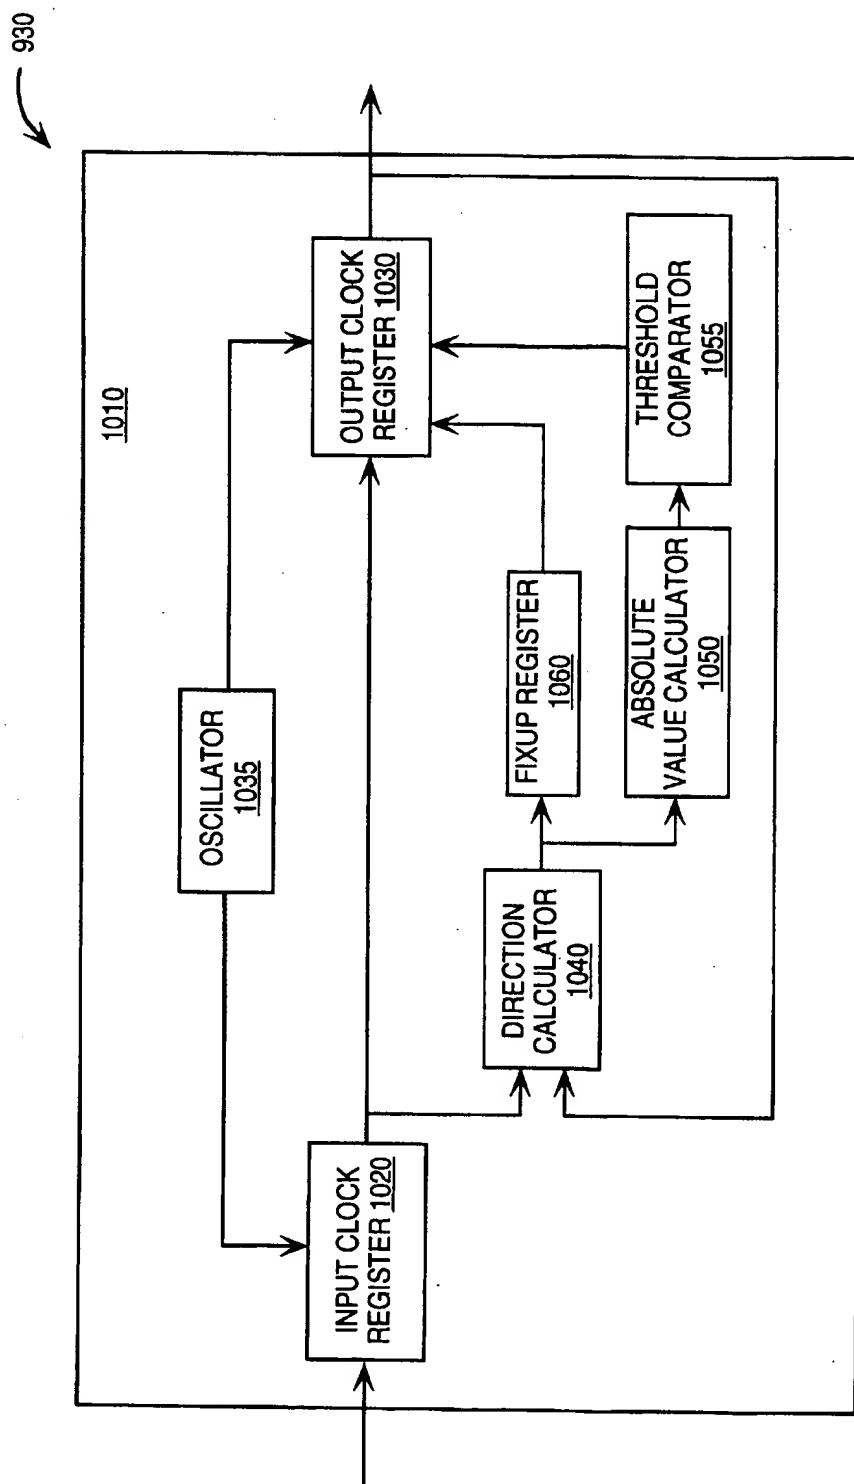 930
1010
OSCILLATOR
1035
INPUT CLOCK
REGISTER 1020
OUTPUT CLOCK
REGISTER 1030
DIRECTION
CALCULATOR
1040
FIXUP REGISTER
1060
ABSOLUTE
VALUE CALCULATOR
1050
THRESHOLD
COMPARATOR
1055